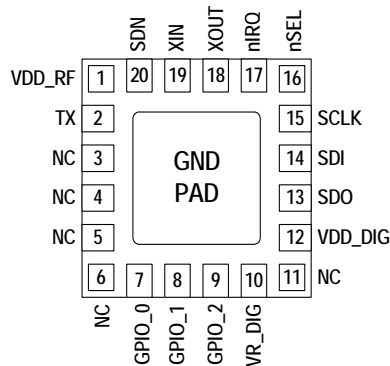 SDN
XIN
XOUT
nIRQ
nSEL
20
19
18
17
16
VDD_RF 1
TX 2
NC 3
NC 4
NC 5
NC 6
GND
PAD
15 SCLK
14 SDI
13 SDO
12 VDD_DIG
11 NC
7
8
9
10
GPIO_0
GPIO_1
GPIO_2
VR_DIG